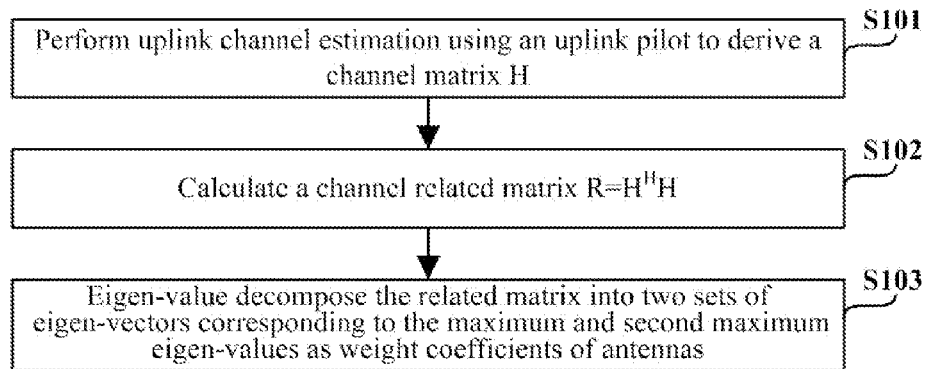 S101
Perform uplink channel estimation using an uplink pilot to derive a
channel matrix H
S102
Calculate a channel related matrix R=HᴴH
S103
Eigen-value decompose the related matrix into two sets of
eigen-vectors corresponding to the maximum and second maximum
eigen-values as weight coefficients of antennas